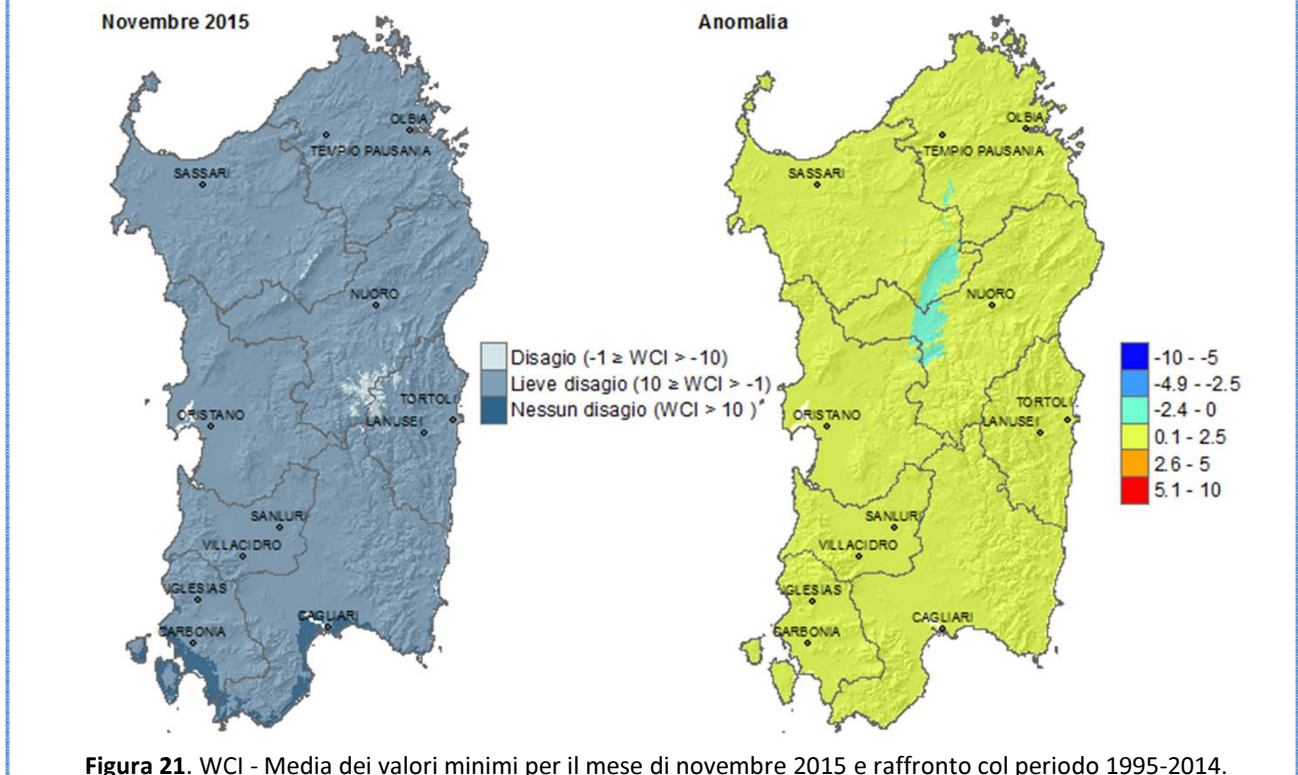 Novembre 2015
Anomalia
OLBIA
TEMPIO PAUSANIA
SASSARI
NUORO
ORISTANO
TORTOLI
LANUSEI
SANLURI
VILLACIDRO
IGLESIAS
CARBONIA
CAGLIARI
Disagio (-1 ≥ WCI > -10)
Lieve disagio (10 ≥ WCI > -1)
Nessun disagio (WCI > 10 )
OLBIA
TEMPIO PAUSANIA
SASSARI
NUORO
ORISTANO
TORTOLI
LANUSEI
SANLURI
VILLACIDRO
IGLESIAS
CARBONIA
CAGLIARI
-10 - -5
-4.9 - -2.5
-2.4 - 0
0.1 - 2.5
2.6 - 5
5.1 - 10
Figura 21. WCI - Media dei valori minimi per il mese di novembre 2015 e raffronto col periodo 1995-2014.